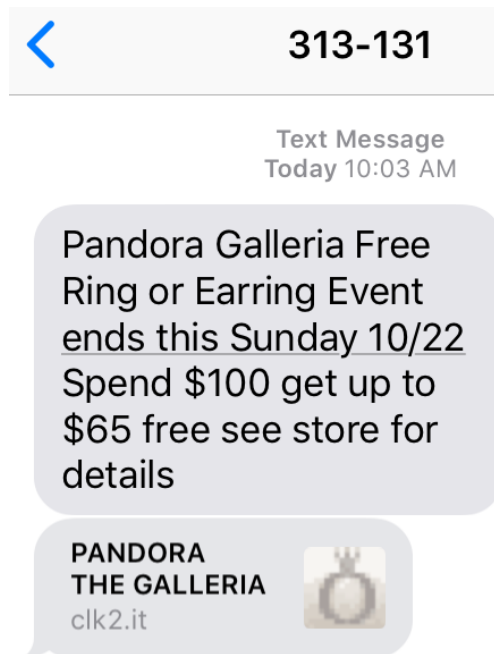 313-131
Text Message
Today 10:03 AM
Pandora Galleria Free
Ring or Earring Event
ends this Sunday 10/22
Spend $100 get up to
$65 free see store for
details
PANDORA
THE GALLERIA
clk2.it